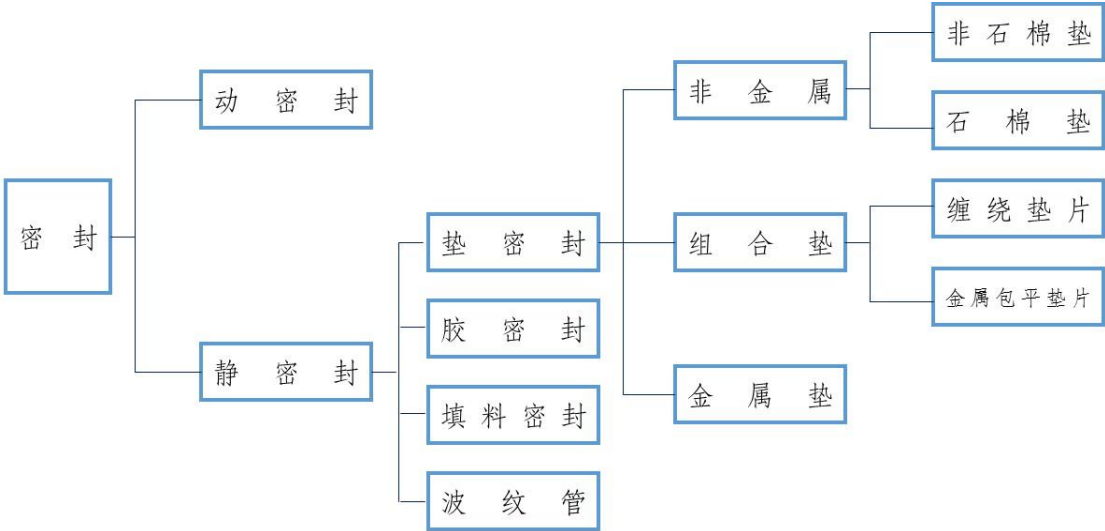 密封
动密封
静密封
垫密封
胶密封
填料密封
波纹管
非金属
组合垫
金属垫
非石棉垫
石棉垫
缠绕垫片
金属包平垫片